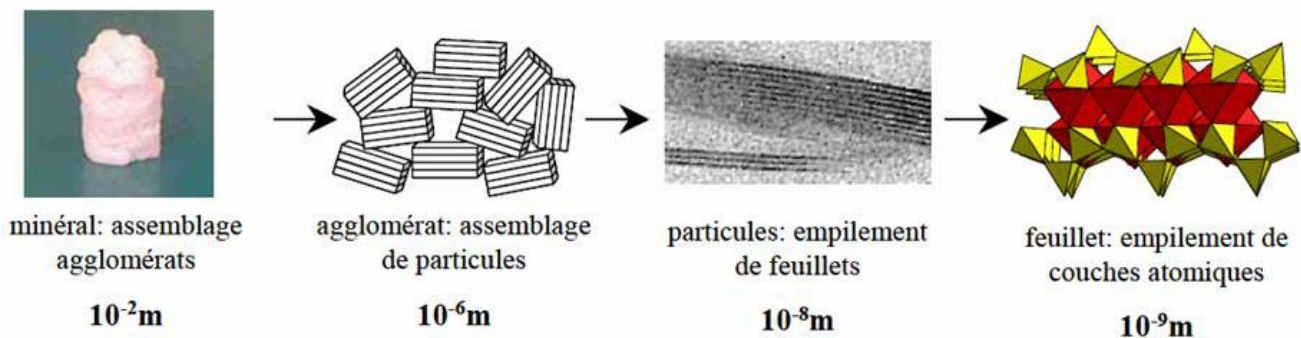 minéral: assemblage
agglomérats
10⁻²m
agglomérat: assemblage
de particules
10⁻⁶m
particules: empilement
de feuillets
10⁻⁸m
feuillet: empilement de
couches atomiques
10⁻⁹m